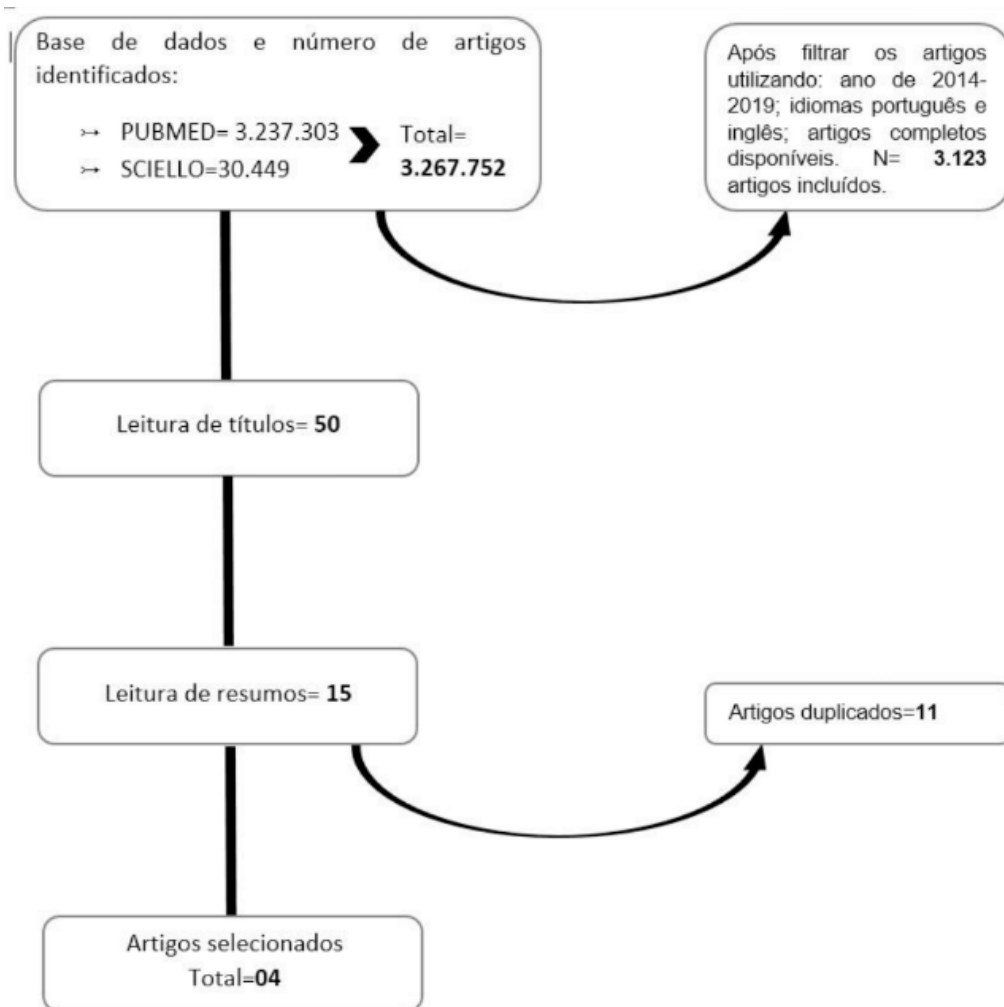 Base de dados e número de artigos
identificados:
↣ PUBMED= 3.237.303
↣ SCIELLO=30.449
Total=
3.267.752
Após filtrar os artigos
utilizando: ano de 2014-
2019; idiomas português e
inglês; artigos completos
disponíveis. N= 3.123
artigos incluídos.
Leitura de títulos= 50
Leitura de resumos= 15
Artigos duplicados=11
Artigos selecionados
Total=04